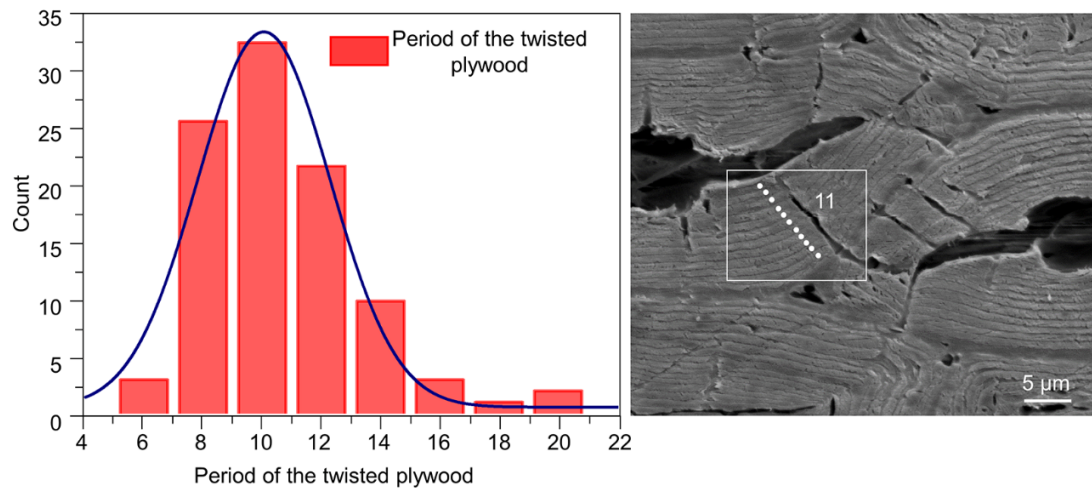 35
30
25
20
15
10
5
0
Count
Period of the twisted
plywood
4 6 8 10 12 14 16 18 20 22
Period of the twisted plywood
11
5 μm